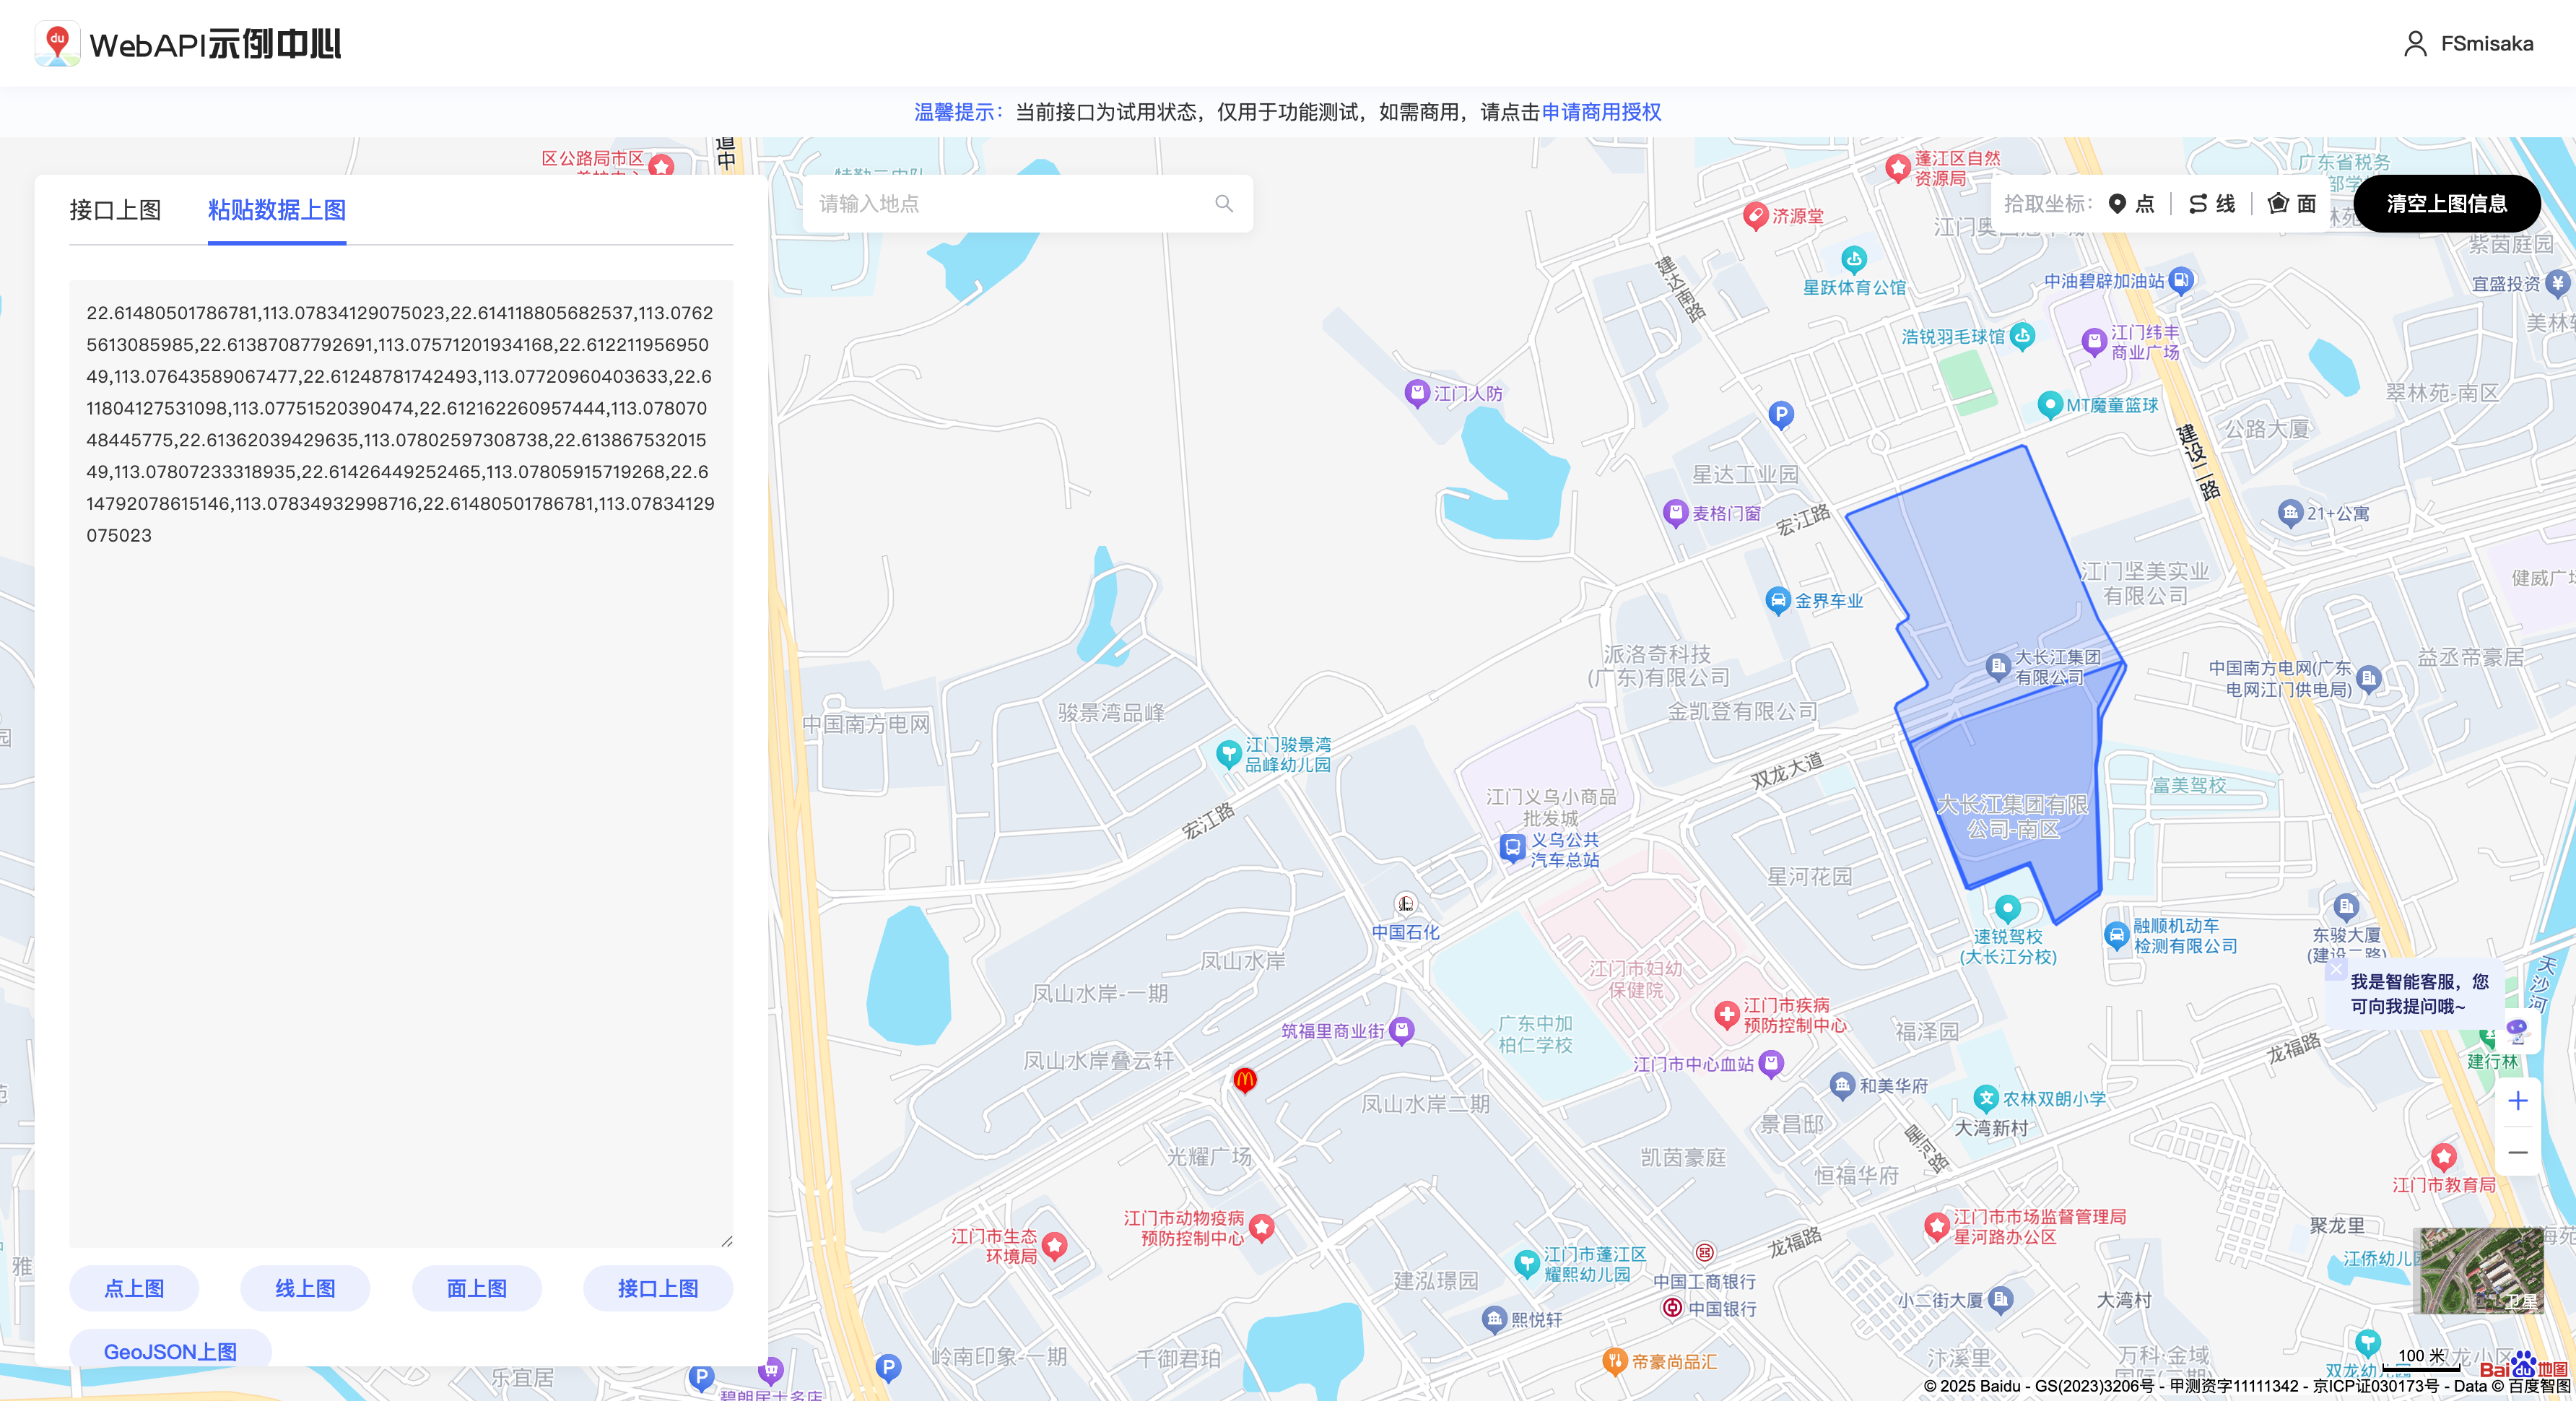 du WebAPI示例中心
FSmisaka
温馨提示：当前接口为试用状态，仅用于功能测试，如需商用，请点击申请商用授权
接口上图
粘贴数据上图
请输入地点
拾取坐标：
点
线
面
清空上图信息
22.61480501786781,113.07834129075023,22.614118805682537,113.0762
5613085985,22.61387087792691,113.07571201934168,22.612211956950
49,113.07643589067477,22.61248781742493,113.07720960403633,22.6
11804127531098,113.07751520390474,22.612162260957444,113.078070
48445775,22.61362039429635,113.07802597308738,22.613867532015
49,113.07807233318935,22.61426449252465,113.07805915719268,22.6
14792078615146,113.07834932998716,22.61480501786781,113.07834129
075023
点上图
线上图
面上图
接口上图
GeoJSON上图
区公路局市区
道中
蓬江区自然
资源局
广东省税务
济源堂
紫茵庭园
建达南路
星跃体育公馆
中油碧辟加油站
宜盛投资
浩锐羽毛球馆
江门纬丰
商业广场
江门人防
翠林苑-南区
MT魔童篮球
P
公路大厦
建设二路
星达工业园
麦格门窗
宏江路
21+公寓
江门坚美实业
有限公司
金界车业
派洛奇科技
(广东)有限公司
大长江集团
有限公司
中国南方电网(广东
电网江门供电局)
益丞帝豪居
金凯登有限公司
中国南方电网
骏景湾品峰
江门骏景湾
品峰幼儿园
双龙大道
富美驾校
江门义乌小商品
批发城
大长江集团有限
公司-南区
宏江路
义乌公共
汽车总站
星河花园
中国石化
速锐驾校
(大长江分校)
融顺机动车
检测有限公司
东骏大厦
(建设二路)
天沙河
凤山水岸
凤山水岸-一期
江门市妇幼
保健院
我是智能客服，您
可向我提问哦~
江门市疾病
预防控制中心
筑福里商业街
广东中加
柏仁学校
福泽园
龙福路
建行林
凤山水岸叠云轩
江门市中心血站
和美华府
凤山水岸二期
农林双朗小学
景昌邸
大湾新村
星河路
光耀广场
凯茵豪庭
恒福华府
江门市教育局
江门市动物疫病
预防控制中心
江门市生态
环境局
江门市市场监督管理局
星河路办公区
聚龙里
龙福路
江门市蓬江区
耀熙幼儿园
江侨幼儿园
建泓璟园
中国工商银行
中国银行
小二街大厦
大湾村
卫星
熙悦轩
岭南印象-一期
千御君珀
帝豪尚品汇
汴溪里
万科·金域
100 米
Bai du 地图
P
P
乐宜居
© 2025 Baidu - GS(2023)3206号 - 甲测资字11111342 - 京ICP证030173号 - Data © 百度智图